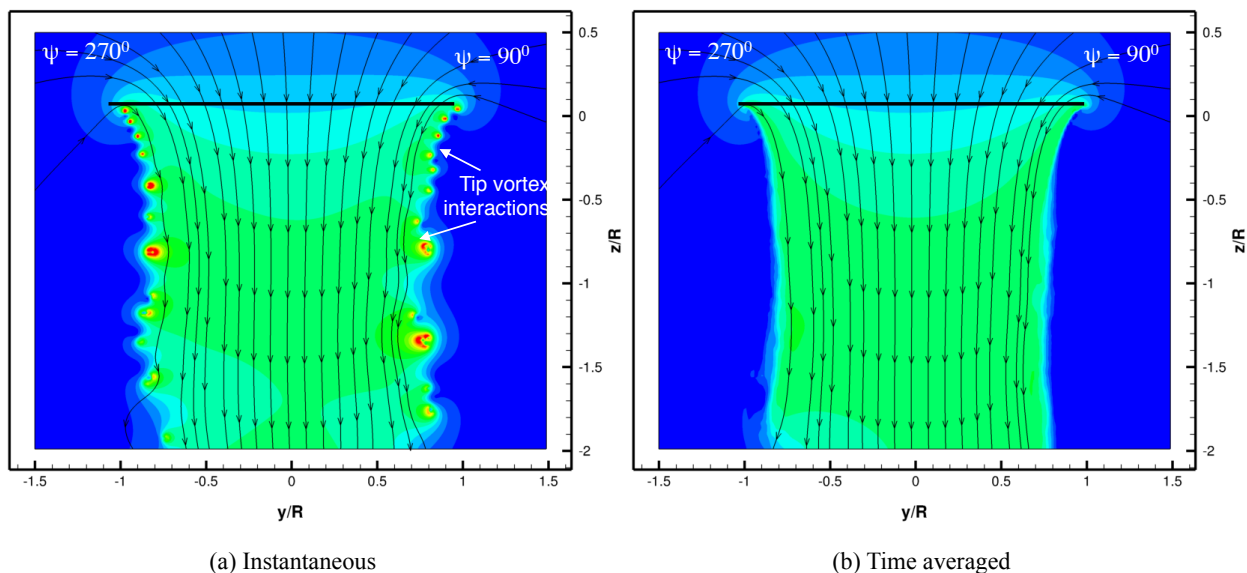 ψ = 270⁰
ψ = 90⁰
Tip vortex
interactions
0.5
0
-0.5
-1
-1.5
-2
z/R
-1.5 -1 -0.5 0 0.5 1 1.5
y/R
(a) Instantaneous
ψ = 270⁰
ψ = 90⁰
0.5
0
-0.5
-1
-1.5
-2
z/R
-1.5 -1 -0.5 0 0.5 1 1.5
y/R
(b) Time averaged